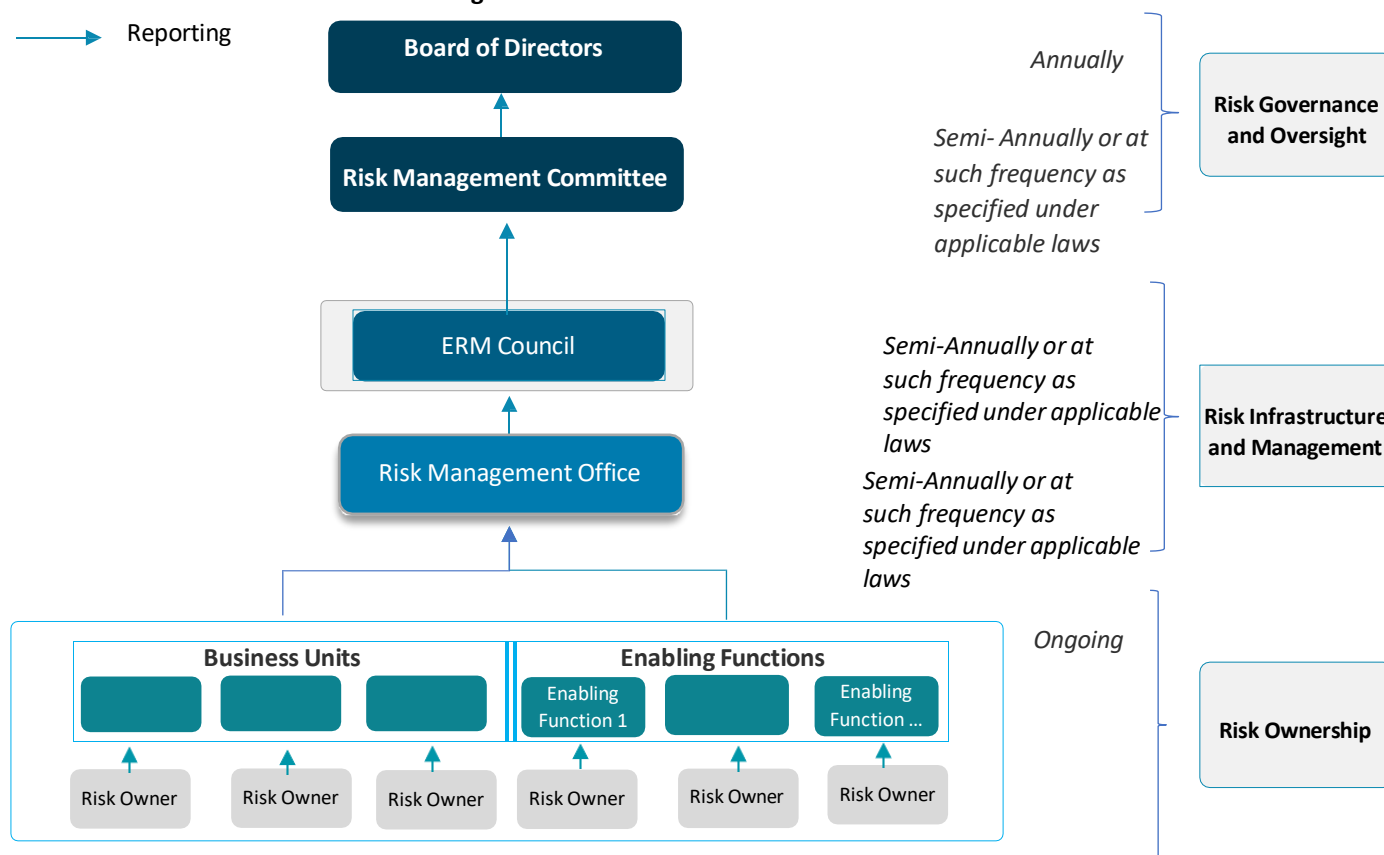 Reporting
Board of Directors
Annually
Risk Governance
and Oversight
Semi- Annually or at
such frequency as
specified under
applicable laws
Risk Management Committee
ERM Council
Semi-Annually or at
such frequency as
specified under applicable
laws
Risk Infrastructure
and Management
Risk Management Office
Semi-Annually or at
such frequency as
specified under applicable
laws
Ongoing
Business Units
Enabling Functions
Enabling
Function 1
Enabling
Function ...
Risk Ownership
Risk Owner
Risk Owner
Risk Owner
Risk Owner
Risk Owner
Risk Owner